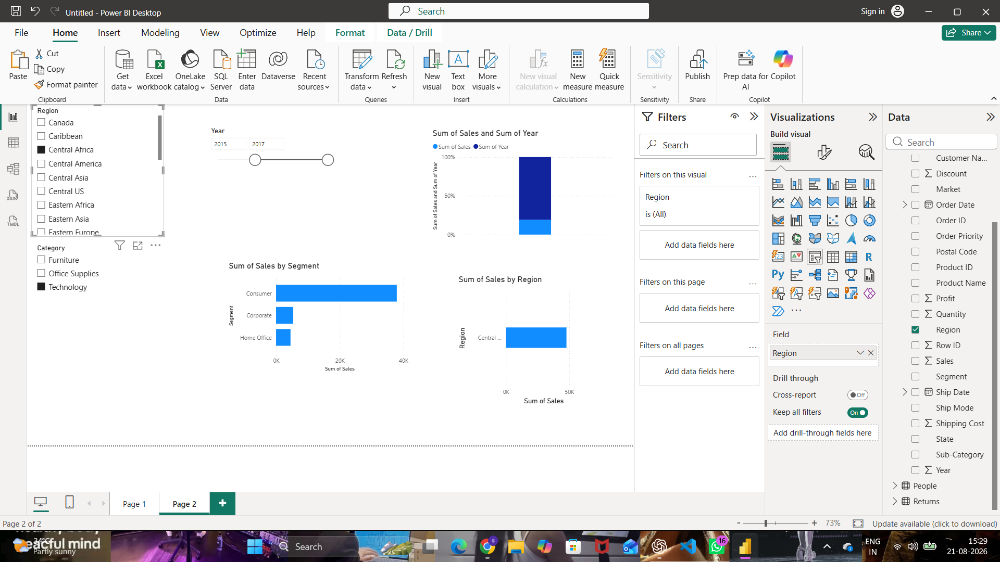 Untitled - Power BI Desktop
Search
Sign in
File
Home
Insert
Modeling
View
Optimize
Help
Format
Data / Drill
Share
Paste
Cut
Copy
Format painter
Clipboard
Get data
Excel workbook
OneLake catalog
SQL Server
Enter data
Dataverse
Recent sources
Data
Transform data
Refresh
Queries
New visual
Text box
More visuals
Insert
New visual calculation
New measure
Quick measure
Calculations
Sensitivity
Sensitivity
Publish
Share
Prep data for AI
Copilot
Copilot
DAX
TMDL
Region
Canada
Caribbean
Central Africa
Central America
Central Asia
Central US
Eastern Africa
Eastern Asia
Eastern Europe
Category
Furniture
Office Supplies
Technology
Year
2015
2017
Sum of Sales and Sum of Year
Sum of Sales
Sum of Year
Sum of Sales and Sum of Year
100%
50%
0%
Sum of Sales by Segment
Segment
Consumer
Corporate
Home Office
0K
20K
40K
Sum of Sales
Sum of Sales by Region
Region
Central ...
0K
50K
Sum of Sales
Filters
Search
Filters on this visual
...
Region
is (All)
Add data fields here
Filters on this page
...
Add data fields here
Filters on all pages
...
Add data fields here
Visualizations
Build visual
123
R
Py
...
Field
Region
Drill through
Cross-report
Off
Keep all filters
On
Add drill-through fields here
Data
Search
Customer Na...
Discount
Market
Order Date
Order ID
Order Priority
Postal Code
Product ID
Product Name
Profit
Quantity
Region
Row ID
Sales
Segment
Ship Date
Ship Mode
Shipping Cost
State
Sub-Category
Year
People
Returns
Page 1
Page 2
Page 2 of 2
-
+
73%
Update available (click to download)
34°C
Partly sunny
eaceful mind
Search
16
ENG
IN
15:29
21-08-2026